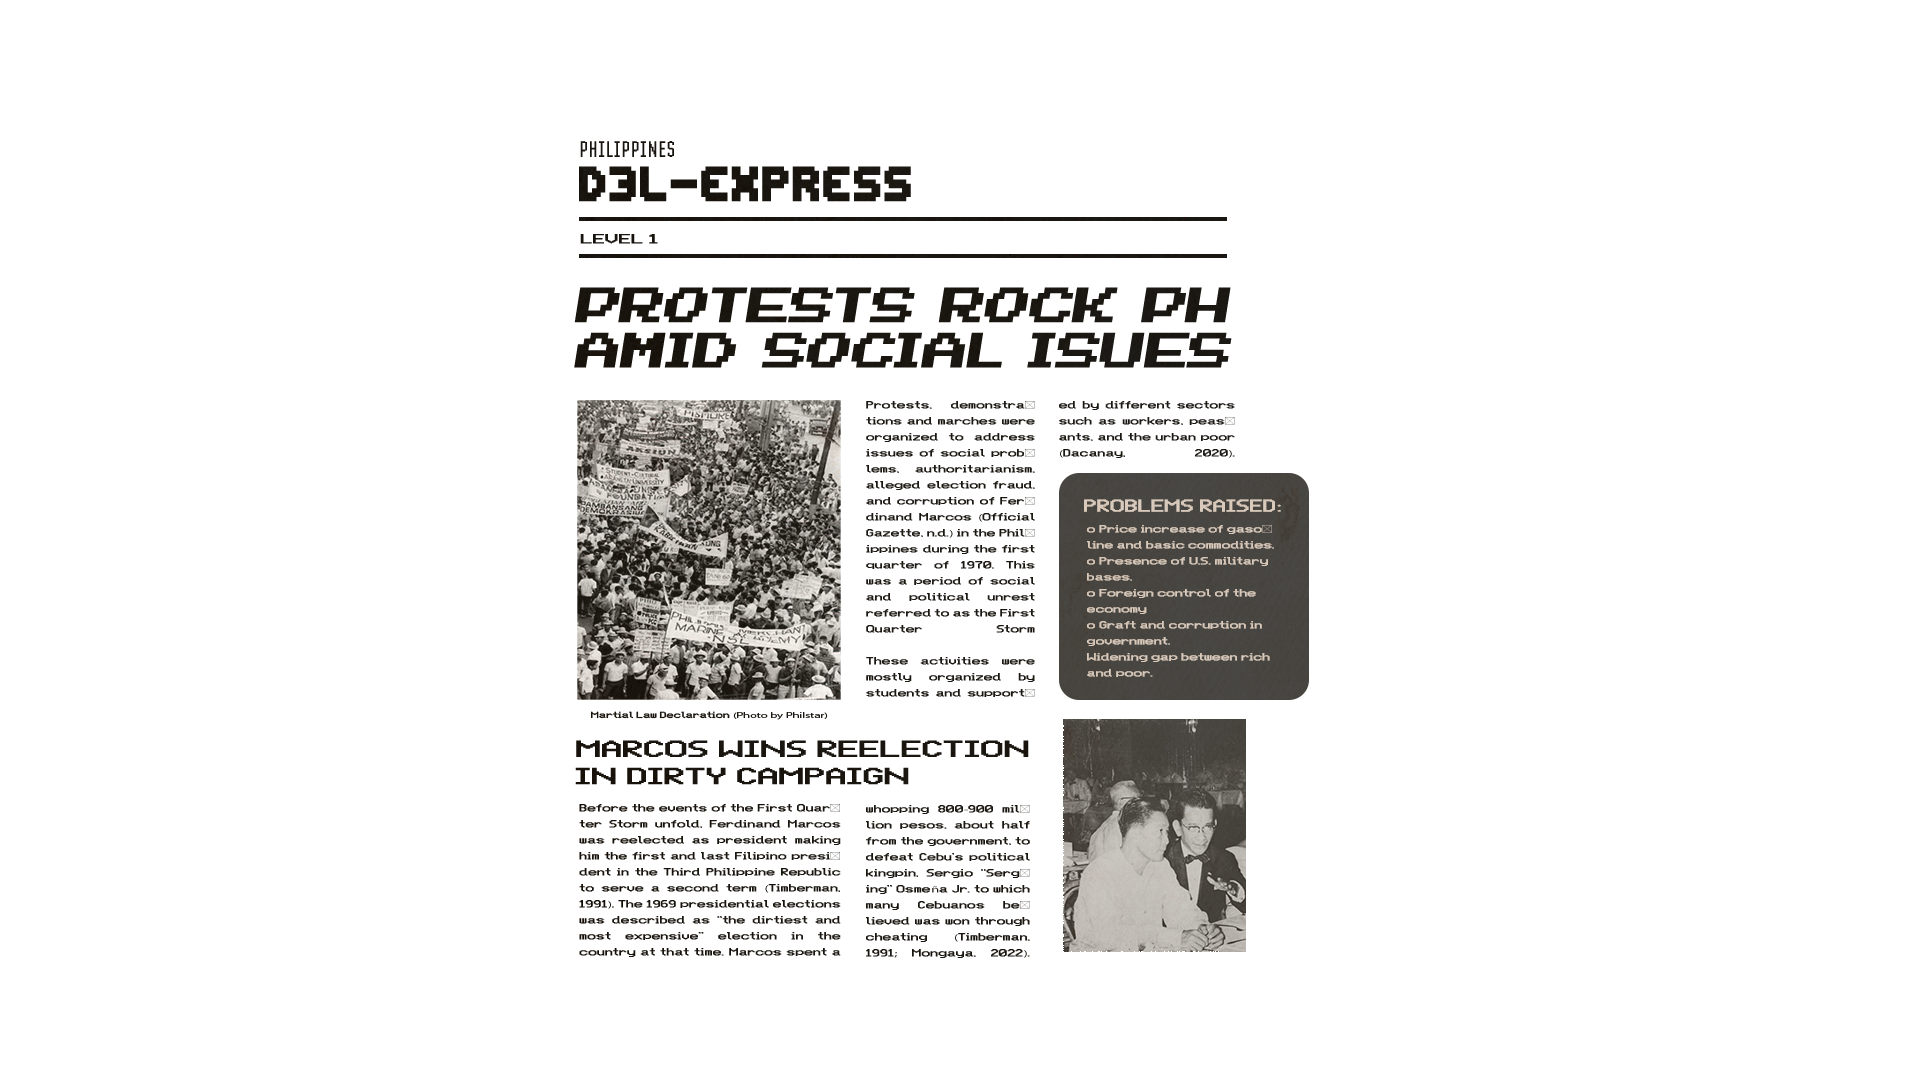 PHILIPPINES
D3L-EXPRESS
LEVEL 1
PROTESTS ROCK PH
AMID SOCIAL ISUES
AKSIUN
PHIL
MARINE
Martial Law Declaration (Photo by Philstar)
Protests, demonstra
tions and marches were
organized to address
issues of social prob
lems, authoritarianism,
alleged election fraud,
and corruption of Fer
dinand Marcos (Official
Gazette, n.d.) in the Phil
ippines during the first
quarter of 1970. This
was a period of social
and political unrest
referred to as the First
Quarter Storm
These activities were
mostly organized by
students and support
ed by different sectors
such as workers, peas
ants, and the urban poor
(Dacanay, 2020).
PROBLEMS RAISED:
o Price increase of gaso
line and basic commodities.
o Presence of U.S. military
bases.
o Foreign control of the
economy
o Graft and corruption in
government.
Widening gap between rich
and poor.
MARCOS WINS REELECTION
IN DIRTY CAMPAIGN
Before the events of the First Quar
ter Storm unfold, Ferdinand Marcos
was reelected as president making
him the first and last Filipino presi
dent in the Third Philippine Republic
to serve a second term (Timberman,
1991). The 1969 presidential elections
was described as "the dirtiest and
most expensive" election in the
country at that time. Marcos spent a
whopping 800-900 mil
lion pesos, about half
from the government, to
defeat Cebu's political
kingpin, Sergio "Serg
ing" Osmeña Jr. to which
many Cebuanos be
lieved was won through
cheating (Timberman,
1991; Mongaya, 2022).